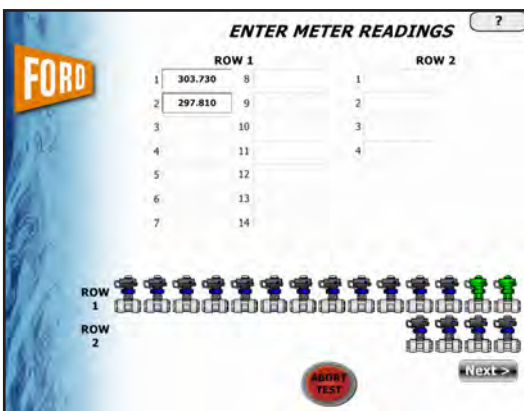 ENTER METER READINGS
?
FORD
ROW 1
ROW 2
1 303.730 8
1
2 297.810 9
2
3 10
3
4 11
4
5 12
6 13
7 14
ROW 1
ROW 2
Next >
ABORT TEST